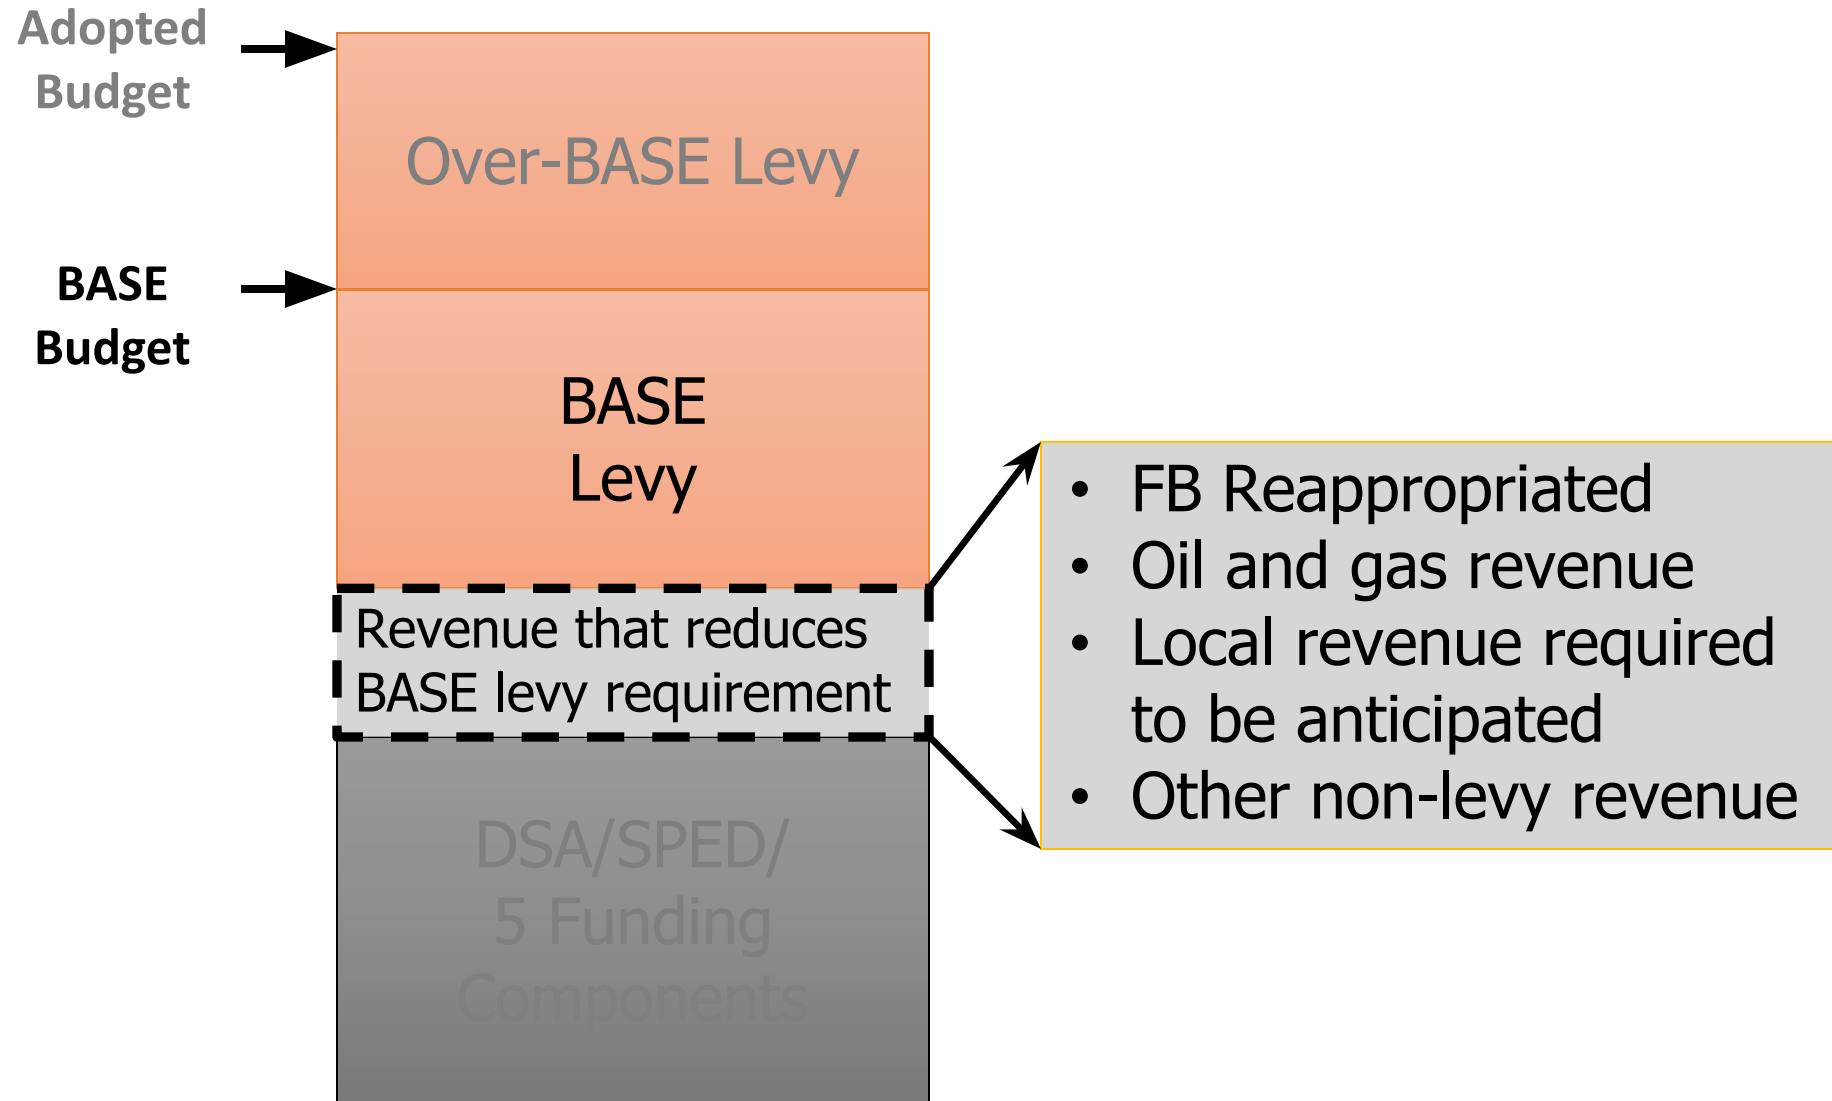 Adopted
Budget
Over-BASE Levy
BASE
Budget
BASE
Levy
Revenue that reduces
BASE levy requirement
• FB Reappropriated
• Oil and gas revenue
• Local revenue required
to be anticipated
• Other non-levy revenue
DSA/SPED/
5 Funding
Components